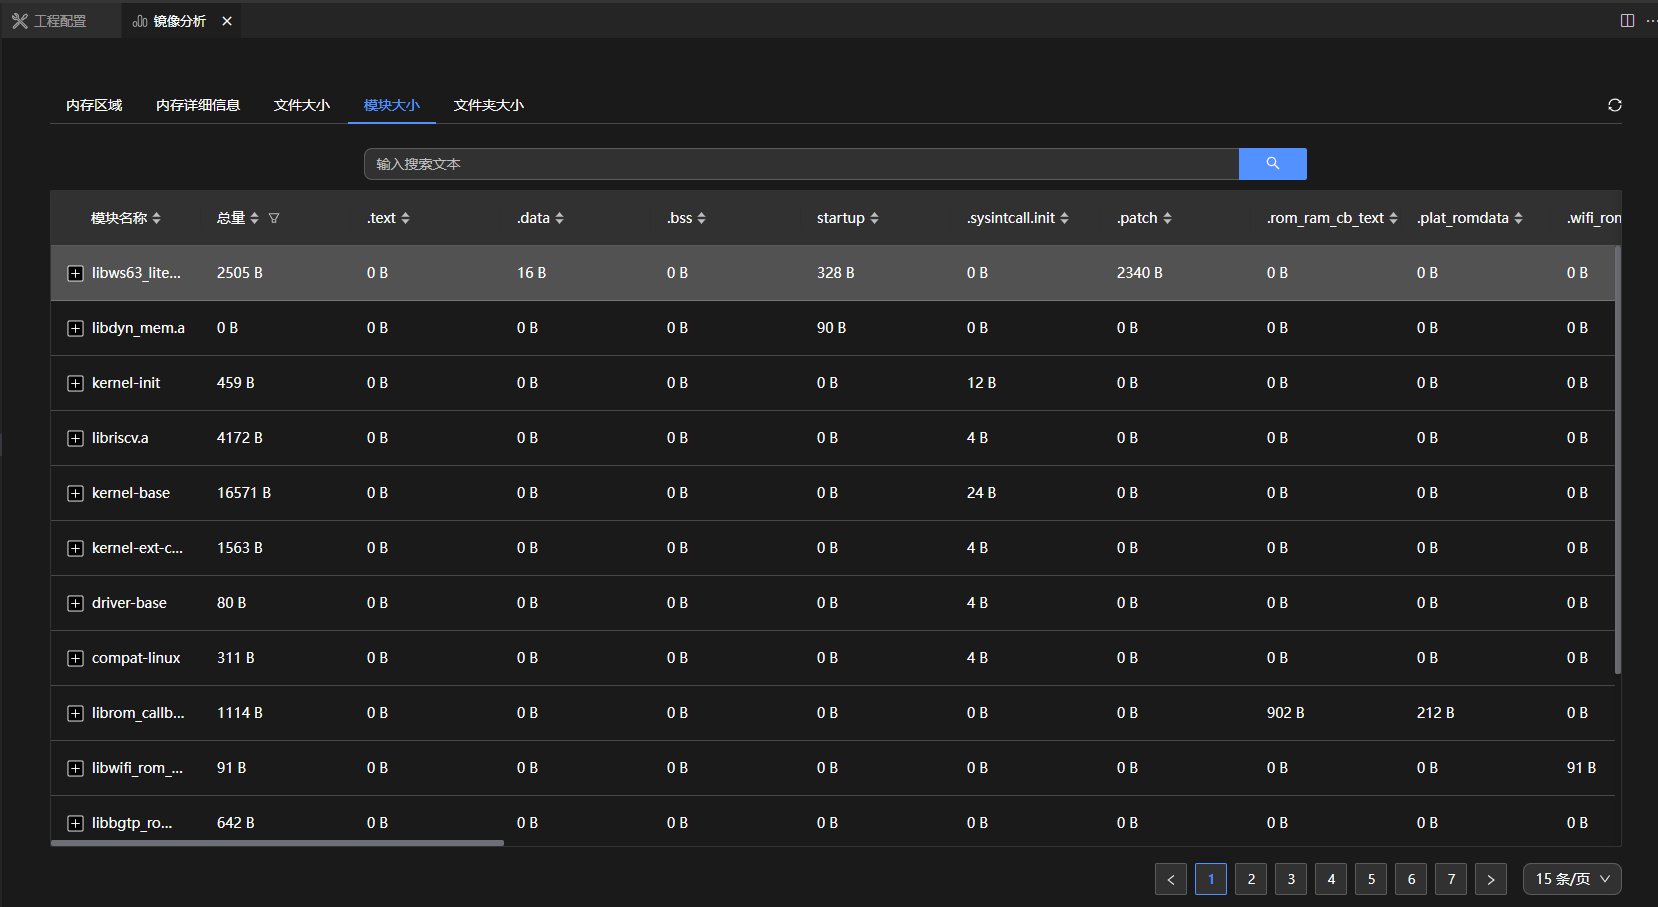 工程配置 镜像分析
内存区域 内存详细信息 文件大小 模块大小 文件夹大小
输入搜索文本
模块名称 总量 .text .data .bss startup .sysintcall.init .patch .rom_ram_cb_text .plat_romdata .wifi_rom
libws63_lite... 2505 B 0 B 16 B 0 B 328 B 0 B 2340 B 0 B 0 B 0 B
libdyn_mem.a 0 B 0 B 0 B 0 B 90 B 0 B 0 B 0 B 0 B 0 B
kernel-init 459 B 0 B 0 B 0 B 0 B 12 B 0 B 0 B 0 B 0 B
libriscv.a 4172 B 0 B 0 B 0 B 0 B 4 B 0 B 0 B 0 B 0 B
kernel-base 16571 B 0 B 0 B 0 B 0 B 24 B 0 B 0 B 0 B 0 B
kernel-ext-c... 1563 B 0 B 0 B 0 B 0 B 4 B 0 B 0 B 0 B 0 B
driver-base 80 B 0 B 0 B 0 B 0 B 4 B 0 B 0 B 0 B 0 B
compat-linux 311 B 0 B 0 B 0 B 0 B 4 B 0 B 0 B 0 B 0 B
librom_callb... 1114 B 0 B 0 B 0 B 0 B 0 B 0 B 902 B 212 B 0 B
libwifi_rom_... 91 B 0 B 0 B 0 B 0 B 0 B 0 B 0 B 0 B 91 B
libbgtp_ro... 642 B 0 B 0 B 0 B 0 B 0 B 0 B 0 B 0 B 0 B
< 1 2 3 4 5 6 7 > 15 条/页